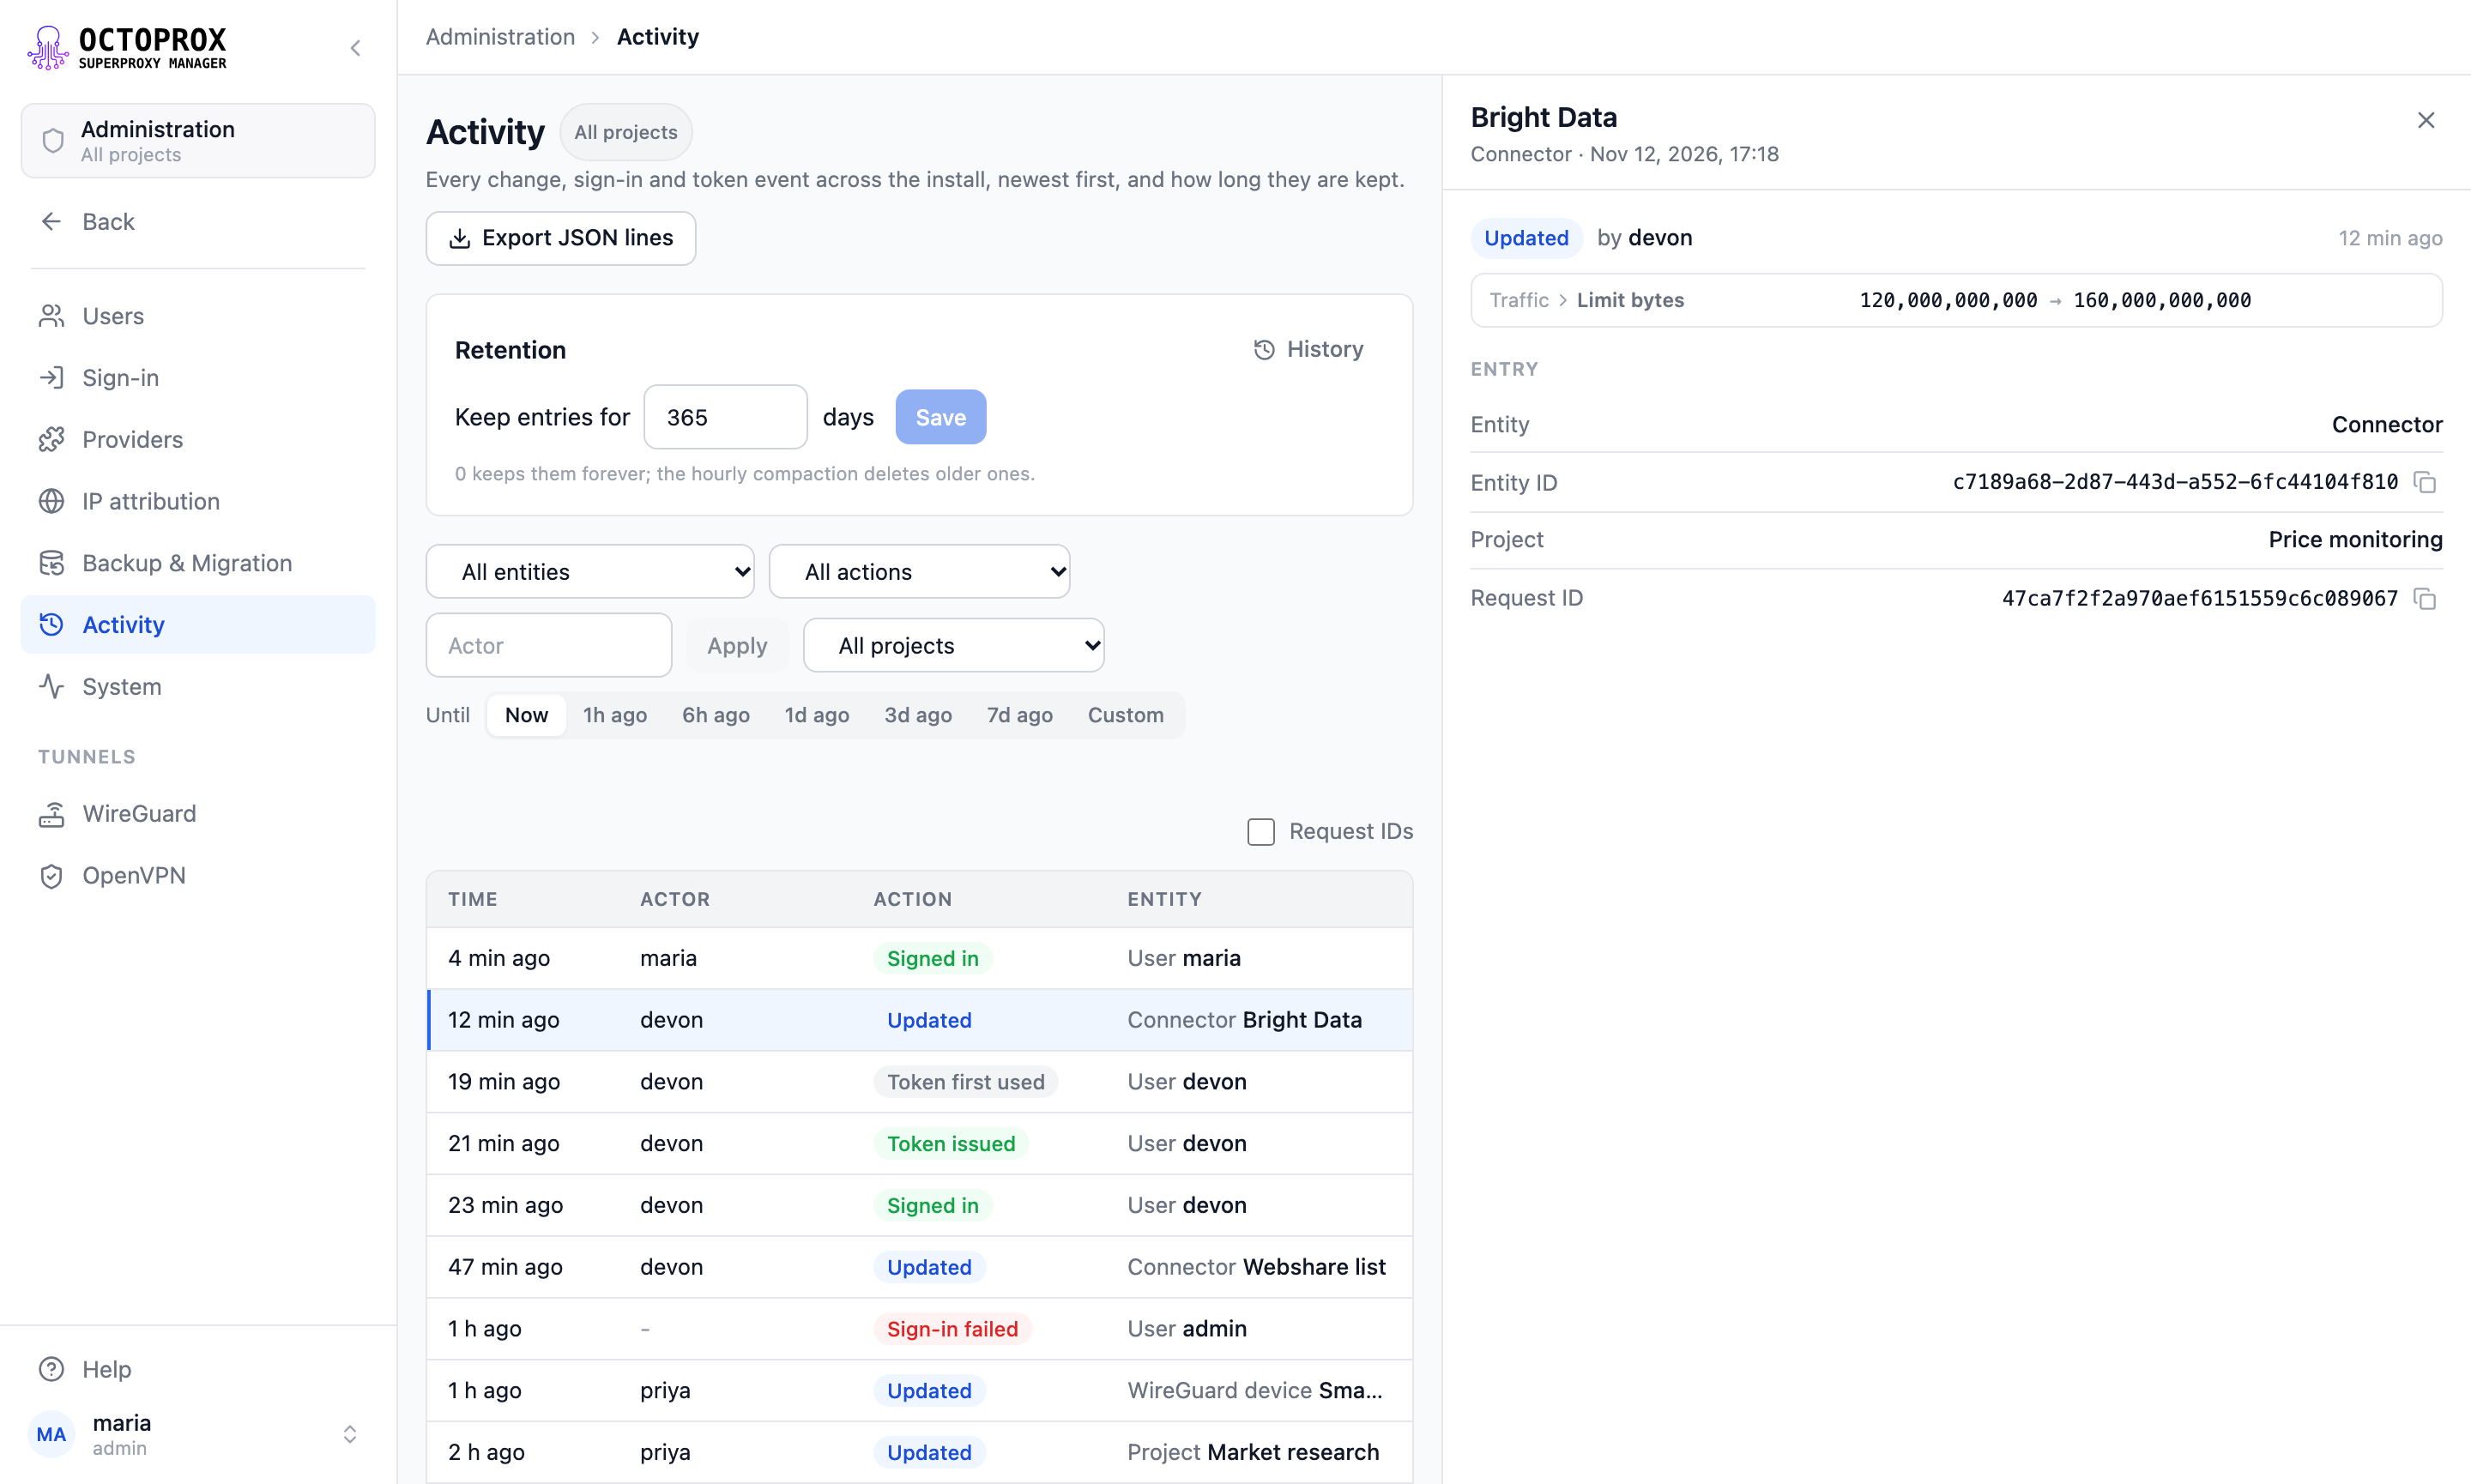 OCTOPROX
SUPERPROXY MANAGER
Administration
All projects
Back
Users
Sign-in
Providers
IP attribution
Backup & Migration
Activity
System
TUNNELS
WireGuard
OpenVPN
Help
MA
maria
admin
Administration > Activity
Activity All projects
Every change, sign-in and token event across the install, newest first, and how long they are kept.
Export JSON lines
Retention History
Keep entries for 365 days Save
0 keeps them forever; the hourly compaction deletes older ones.
All entities All actions
Actor Apply All projects
Until Now 1h ago 6h ago 1d ago 3d ago 7d ago Custom
Request IDs
TIME ACTOR ACTION ENTITY
4 min ago maria Signed in User maria
12 min ago devon Updated Connector Bright Data
19 min ago devon Token first used User devon
21 min ago devon Token issued User devon
23 min ago devon Signed in User devon
47 min ago devon Updated Connector Webshare list
1 h ago - Sign-in failed User admin
1 h ago priya Updated WireGuard device Sma...
2 h ago priya Updated Project Market research
Bright Data
Connector · Nov 12, 2026, 17:18
Updated by devon 12 min ago
Traffic > Limit bytes 120,000,000,000 → 160,000,000,000
ENTRY
Entity Connector
Entity ID c7189a68-2d87-443d-a552-6fc44104f810
Project Price monitoring
Request ID 47ca7f2f2a970aef6151559c6c089067